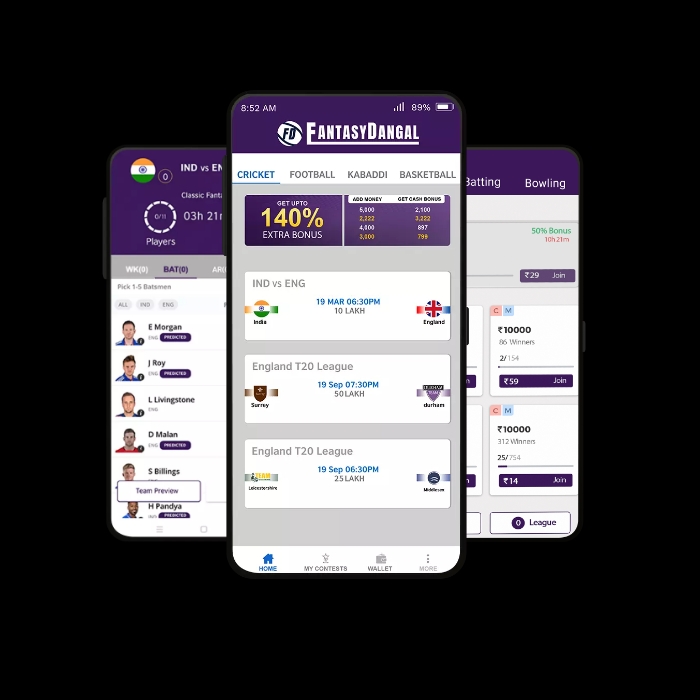 IND vs EN
0
Classic Fanta
0/11
03h 21m
Players
WK(0)
BAT(0)
AR(
Pick 1-5 Batsmen
ALL
IND
ENG
E Morgan
ENG
PREDICTED
J Roy
ENG
PREDICTED
L Livingstone
ENG
D Malan
ENG
PREDICTED
S Billings
Team Preview
H Pandya
IND
PREDICTED
8:52 AM
89%
FD
FANTASYDANGAL
CRICKET
FOOTBALL
KABADDI
BASKETBALL
GET UPTO
140%
EXTRA BONUS
ADD MONEY
GET CASH BONUS
5,000
2,100
2,222
3,222
4,000
897
3,000
799
IND vs ENG
19 MAR 06:30PM
10 LAKH
India
England
England T20 League
19 Sep 07:30PM
50 LAKH
Surrey
durham
England T20 League
19 Sep 06:30PM
25 LAKH
Leicestershire
Middlesex
HOME
MY CONTESTS
WALLET
MORE
Batting
Bowling
50% Bonus
10h 21m
₹29
Join
C M
₹10000
86 Winners
2/154
₹59
Join
C M
₹10000
312 Winners
25/754
₹14
Join
0
League